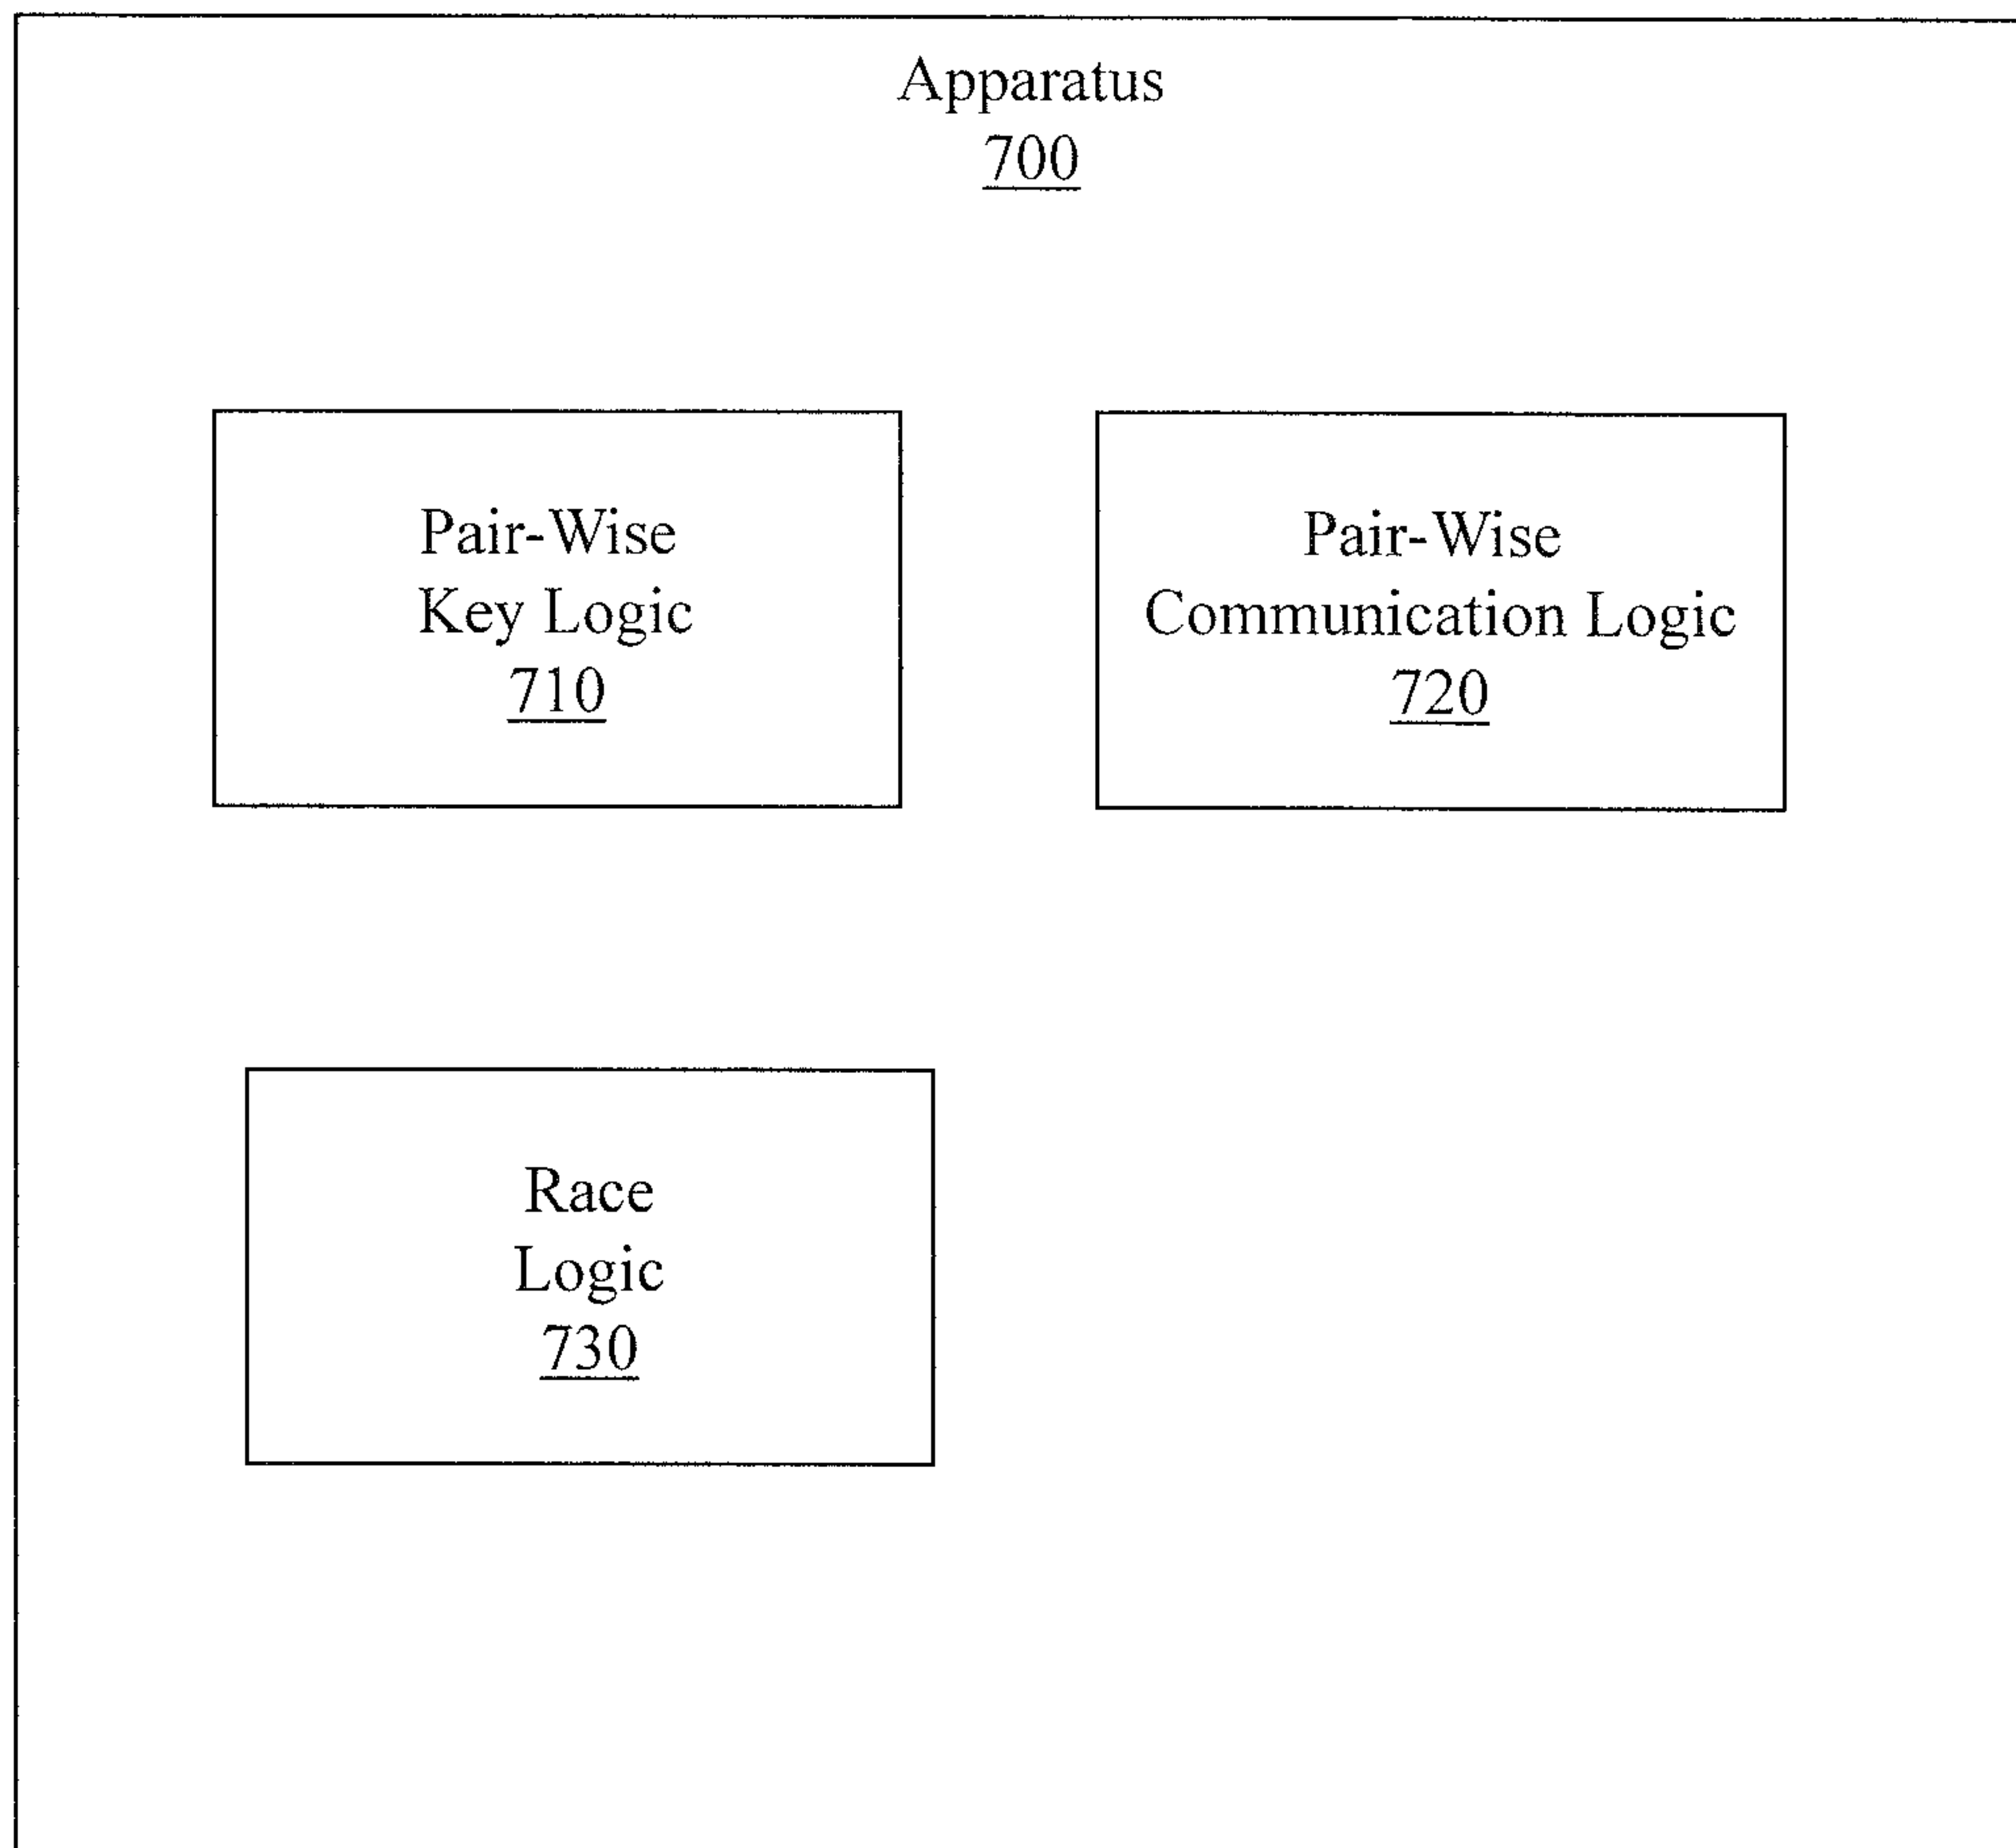 Apparatus
700
Pair-Wise
Key Logic
710
Pair-Wise
Communication Logic
720
Race
Logic
730